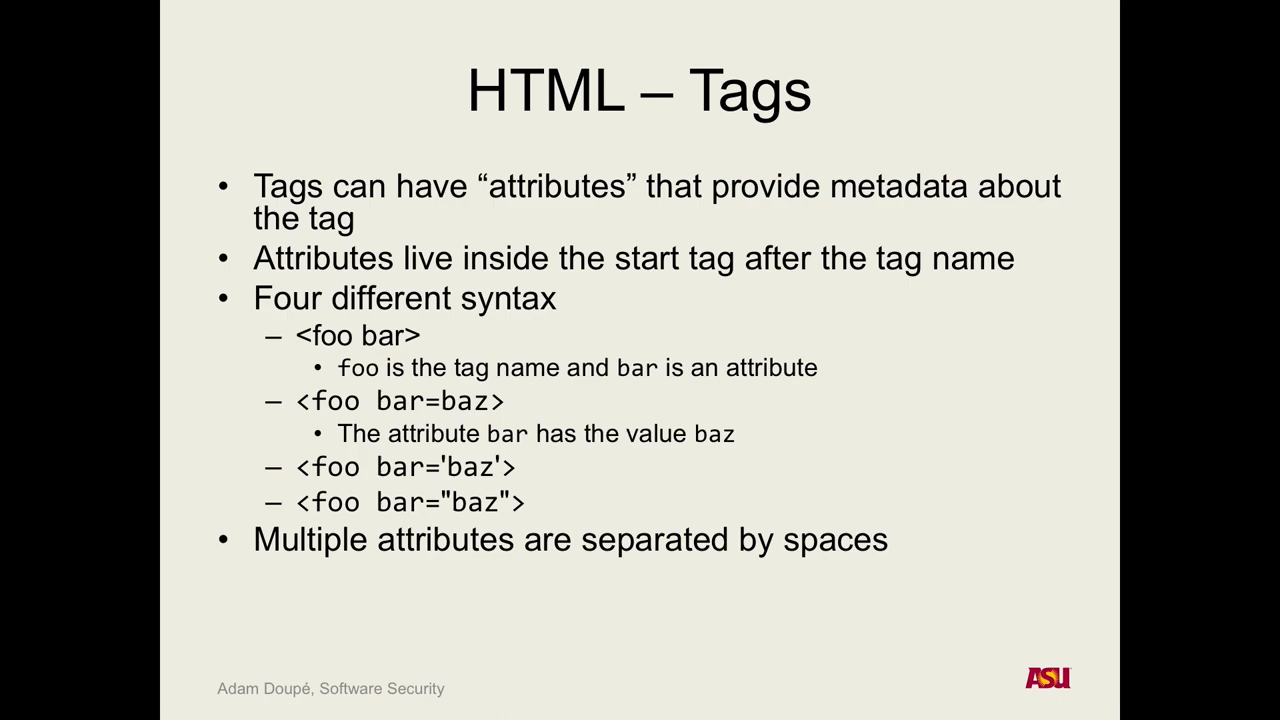 HTML – Tags
• Tags can have “attributes” that provide metadata about
the tag
• Attributes live inside the start tag after the tag name
• Four different syntax
– <foo bar>
• foo is the tag name and bar is an attribute
– <foo bar=baz>
• The attribute bar has the value baz
– <foo bar='baz'>
– <foo bar="baz">
• Multiple attributes are separated by spaces
Adam Doupé, Software Security
ASU